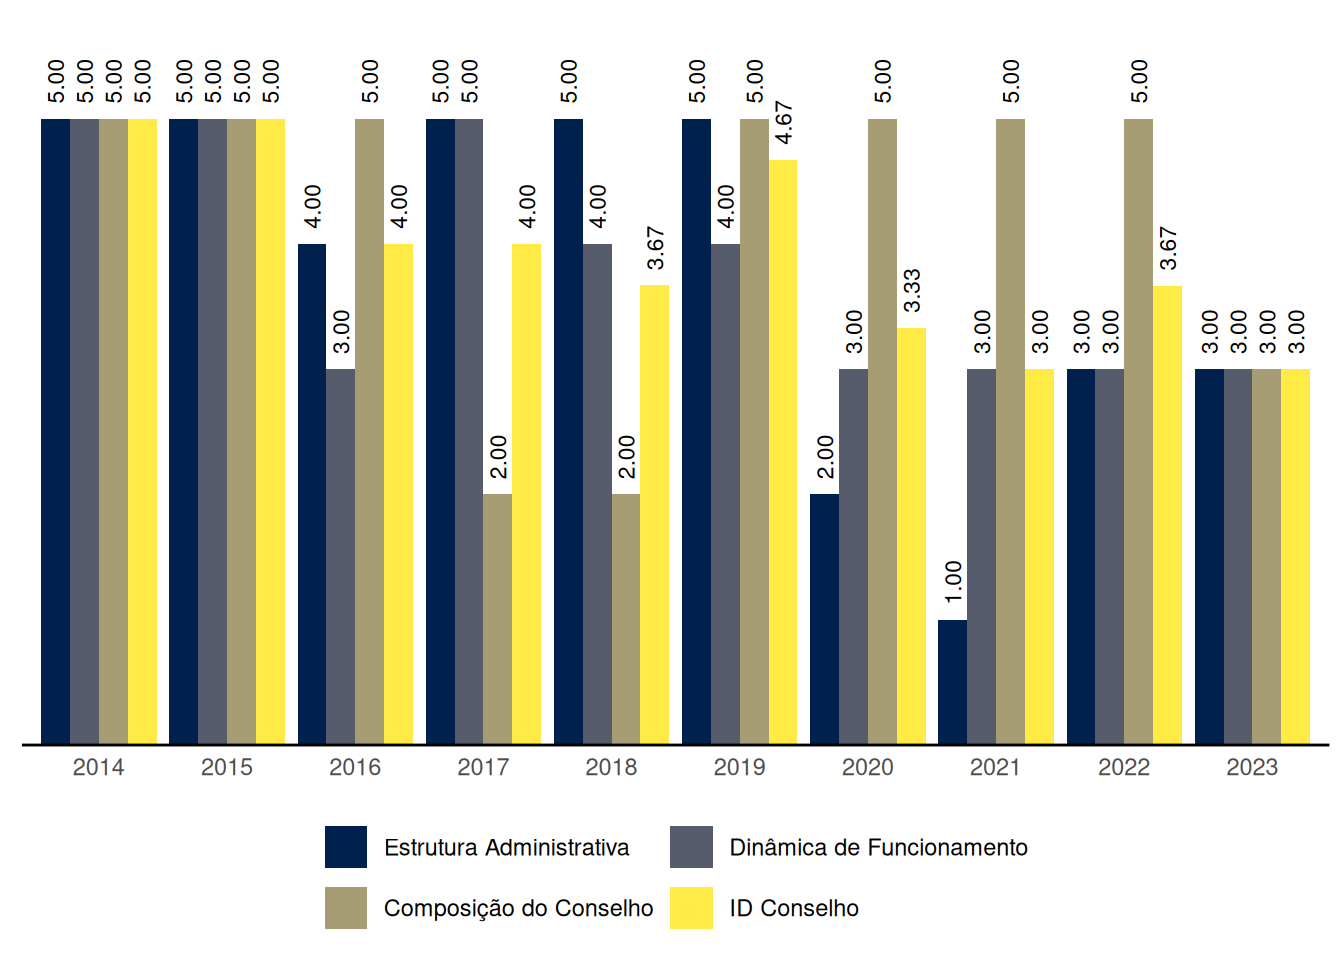 5.00 5.00 5.00 5.00 5.00 5.00 5.00 5.00 4.00 3.00 5.00 4.00 5.00 5.00 2.00 4.00 5.00 4.00 2.00 3.67 5.00 4.00 5.00 4.67 2.00 3.00 5.00 3.33 1.00 3.00 5.00 3.00 3.00 3.00 5.00 3.67 3.00 3.00 3.00 3.00
2014 2015 2016 2017 2018 2019 2020 2021 2022 2023
Estrutura Administrativa Dinâmica de Funcionamento
Composição do Conselho ID Conselho